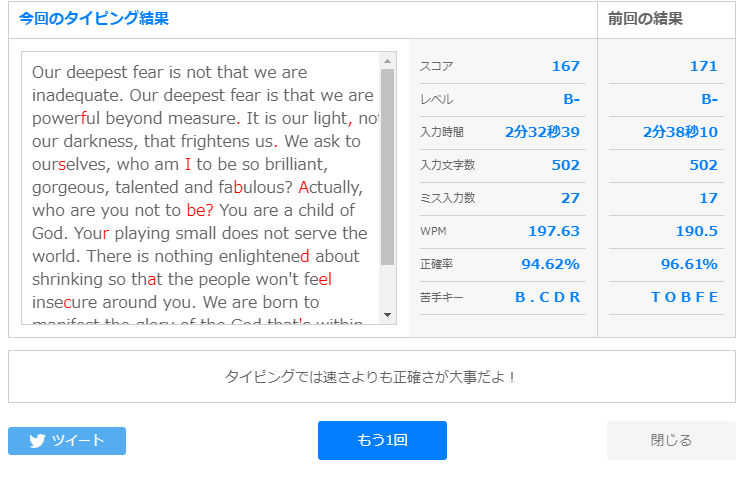 今回のタイピング結果
前回の結果
Our deepest fear is not that we are
inadequate. Our deepest fear is that we are
powerful beyond measure. It is our light, not
our darkness, that frightens us. We ask to
ourselves, who am I to be so brilliant,
gorgeous, talented and fabulous? Actually,
who are you not to be? You are a child of
God. Your playing small does not serve the
world. There is nothing enlightened about
shrinking so that the people won't feel
insecure around you. We are born to
manifest the glory of the God that's within
スコア 167 171
レベル B- B-
入力時間 2分32秒39 2分38秒10
入力文字数 502 502
ミス入力数 27 17
WPM 197.63 190.5
正確率 94.62% 96.61%
苦手キー B . C D R T O B F E
タイピングでは速さよりも正確さが大事だよ！
ツイート
もう1回
閉じる